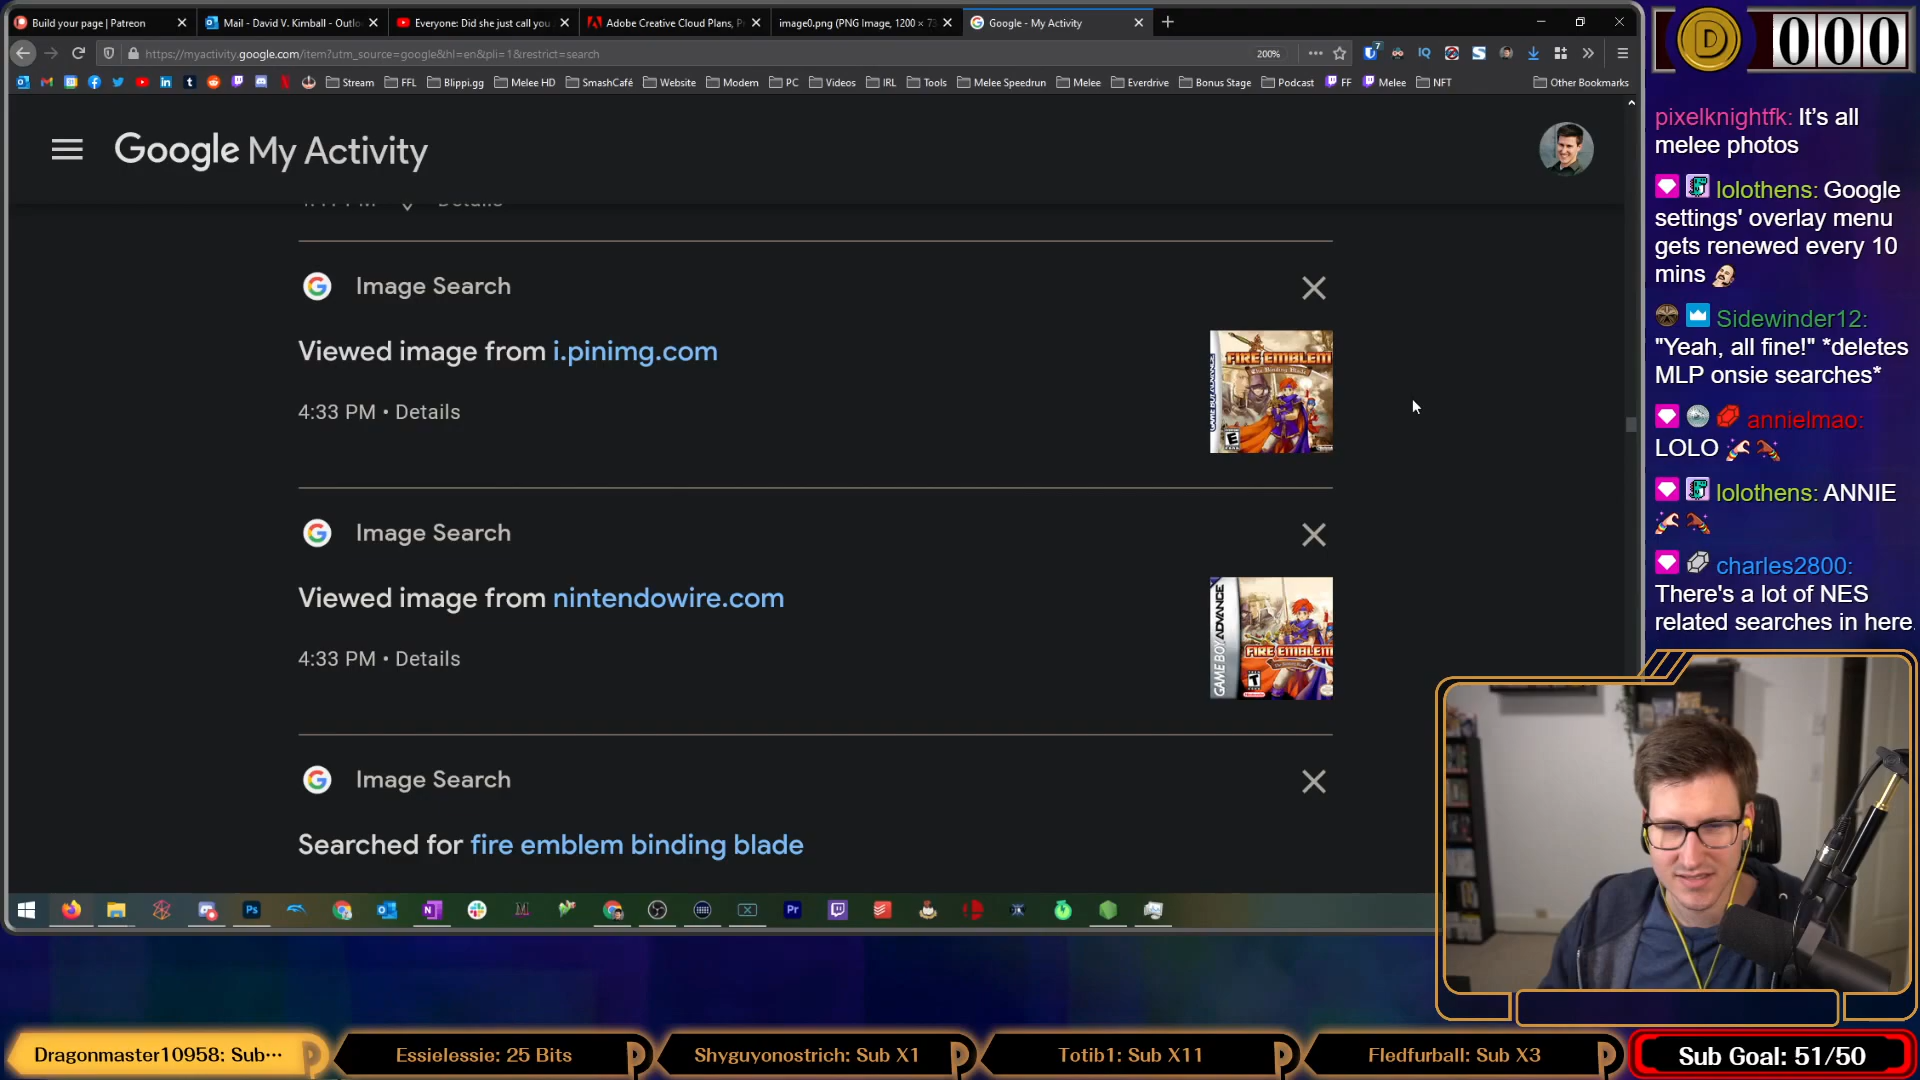 Build your page | Patreon
Mail - David V. Kimball - Outlo
Everyone: Did she just call you
Adobe Creative Cloud Plans, P
image0.png (PNG Image, 1200 × 73
Google - My Activity
https://myactivity.google.com/item?utm_source=google&hl=en&pli=1&restrict=search
200%
Stream
FFL
Blippi.gg
Melee HD
SmashCafé
Website
Modem
PC
Videos
IRL
Tools
Melee Speedrun
Melee
Everdrive
Bonus Stage
Podcast
FF
Melee
NFT
Other Bookmarks
Google My Activity
Details
Image Search
Viewed image from i.pinimg.com
4:33 PM • Details
FIRE EMBLEM
Image Search
Viewed image from nintendowire.com
4:33 PM • Details
GAME BOY ADVANCE
FIRE EMBLEM
Image Search
Searched for fire emblem binding blade
000
pixelknightfk: It's all
melee photos
lolothens: Google
settings' overlay menu
gets renewed every 10
mins
Sidewinder12:
"Yeah, all fine!" *deletes
MLP onsie searches*
annielmao:
LOLO
lolothens: ANNIE
charles2800:
There's a lot of NES
related searches in here.
Dragonmaster10958: Sub...
Essielessie: 25 Bits
Shyguyonostrich: Sub X1
Totib1: Sub X11
Fledfurball: Sub X3
Sub Goal: 51/50